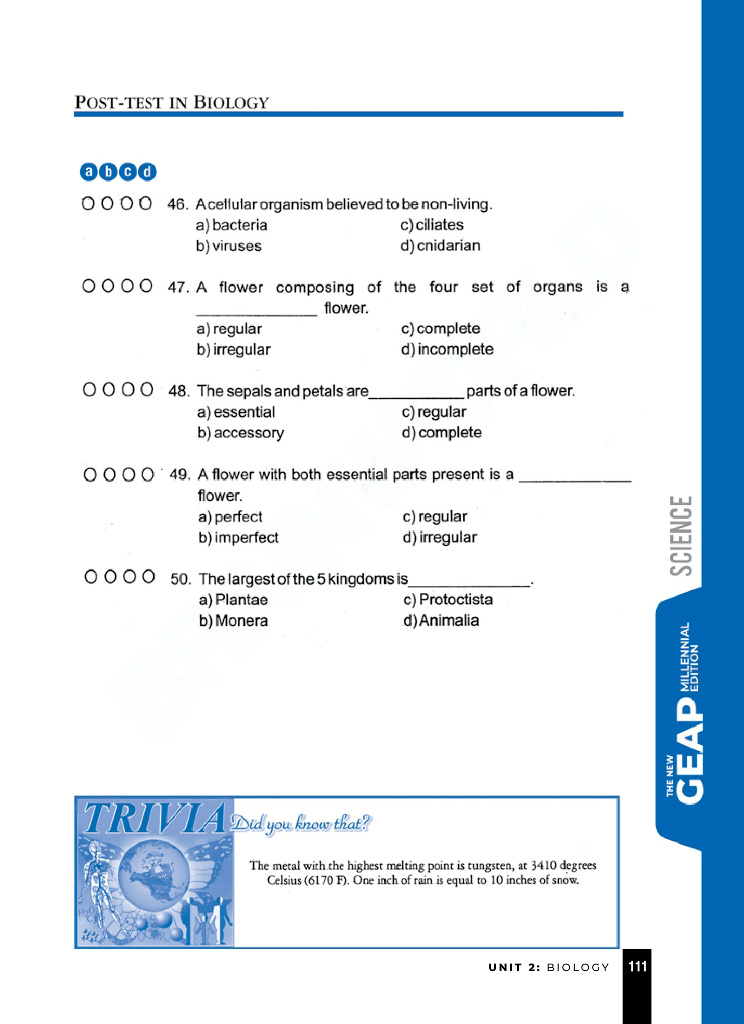 POST-TEST IN BIOLOGY
a b c d
46. A cellular organism believed to be non-living.
a) bacteria c) ciliates
b) viruses d) cnidarian
47. A flower composing of the four set of organs is a
______________ flower.
a) regular c) complete
b) irregular d) incomplete
48. The sepals and petals are___________ parts of a flower.
a) essential c) regular
b) accessory d) complete
49. A flower with both essential parts present is a _____________
flower.
a) perfect c) regular
b) imperfect d) irregular
50. The largest of the 5 kingdoms is______________.
a) Plantae c) Protoctista
b) Monera d) Animalia
SCIENCE
THE NEW
GEAP
MILLENNIAL
EDITION
TRIVIA Did you know that?
The metal with the highest melting point is tungsten, at 3410 degrees
Celsius (6170 F). One inch of rain is equal to 10 inches of snow.
UNIT 2: BIOLOGY 111